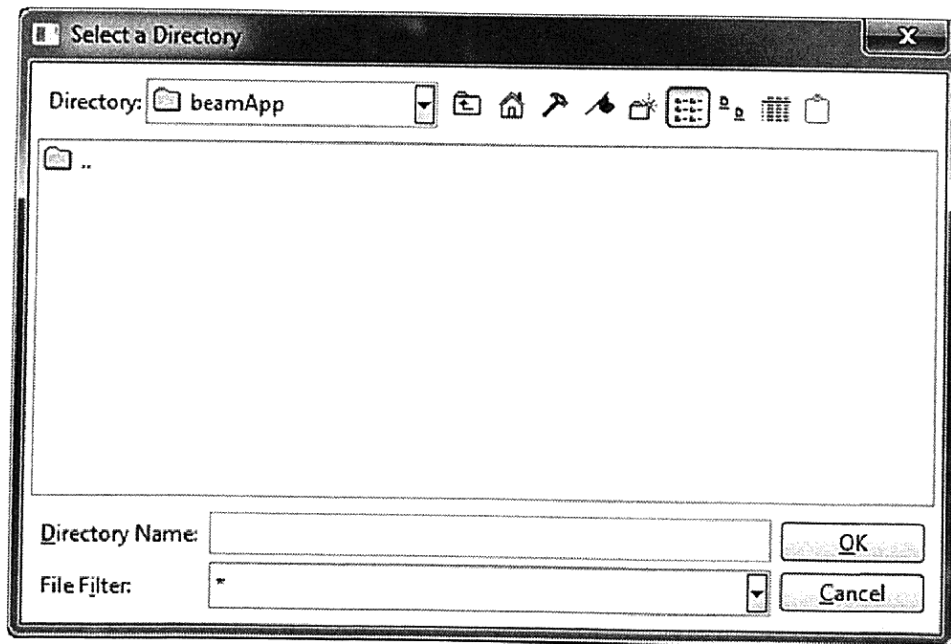 Select a Directory
Directory: beamApp
..
Directory Name:
OK
File Filter: *
Cancel